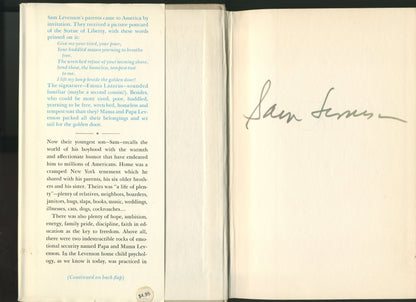 Sam Levenson's parents came to America by
invitation. They received a picture postcard
of the Statue of Liberty, with these words
printed on it:
Give me your tired, your poor,
Your huddled masses yearning to breathe
free,
The wretched refuse of your teeming shore.
Send these, the homeless, tempest-tost
to me:
I lift my lamp beside the golden door!
The signature—Emma Lazarus—sounded
familiar (maybe a second cousin). Besides,
who could be more tired, poor, huddled,
yearning to be free, wretched, homeless and
tempest-tost than they? Mama and Papa Lev
enson packed all their belongings and set
sail for the golden door.
Now their youngest son—Sam—recalls the
world of his boyhood with the warmth
and affectionate humor that have endeared
him to millions of Americans. Home was
a cramped New York tenement which he
shared with his parents, his six older broth-
ers and his sister. Theirs was "a life of plen-
ty"—plenty of relatives, neighbors, boarders,
janitors, bugs, slaps, books, music, weddings,
illnesses, cats, dogs, cockroaches...
There was also plenty of hope, ambition,
energy, family pride, discipline, faith in ed-
ucation as the key to freedom. Above all,
there were two indestructible rocks of emo-
tional security named Papa and Mama Lev-
enson. In the Levenson home child psychol-
ogy, as we know it today, was practiced in
(Continued on back flap)
$4.95
Sam Levenson